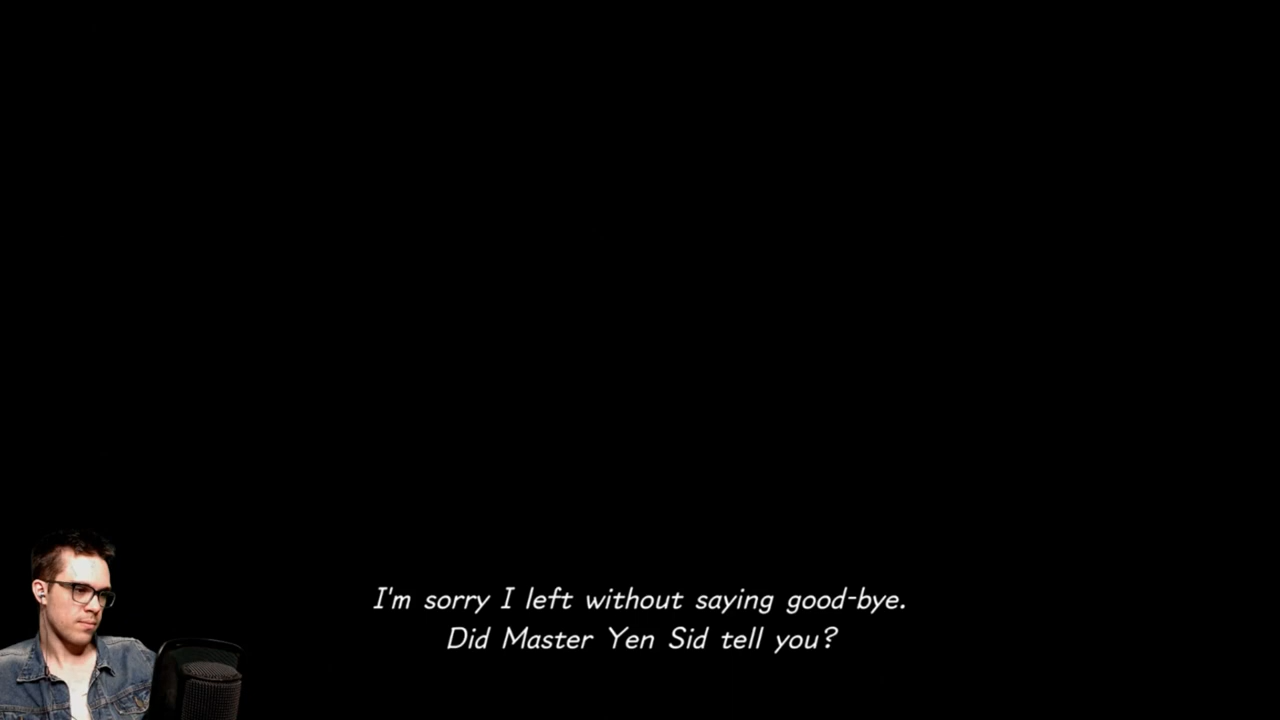 I'm sorry I left without saying good-bye.
Did Master Yen Sid tell you?